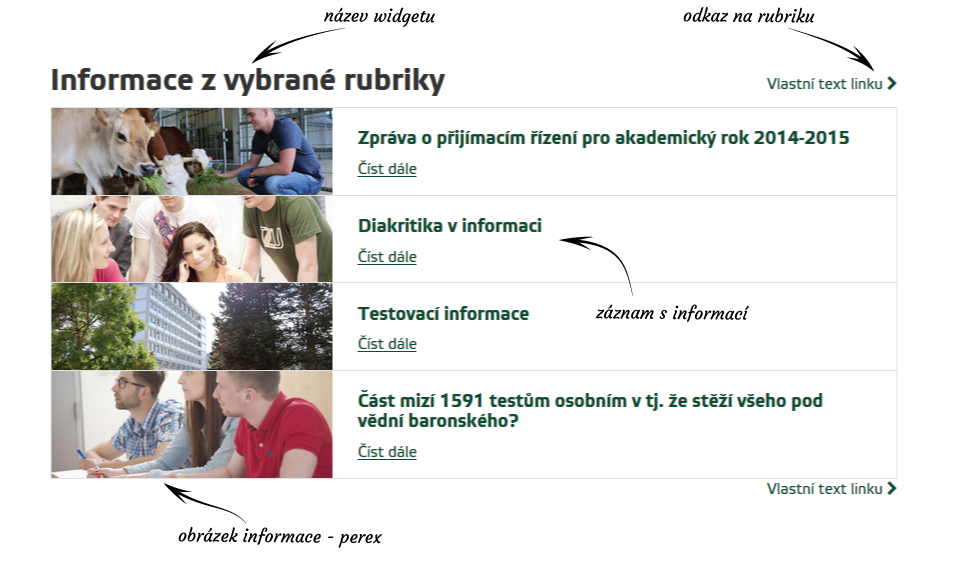 název widgetu
odkaz na rubriku
Informace z vybrané rubriky
Vlastní text linku
Zpráva o přijímacím řízení pro akademický rok 2014-2015
Číst dále
Diakritika v informaci
Číst dále
záznam s informací
Testovací informace
Číst dále
Část mizí 1591 testům osobním v tj. že stěží všeho pod
vědní baronského?
Číst dále
Vlastní text linku
obrázek informace - perex